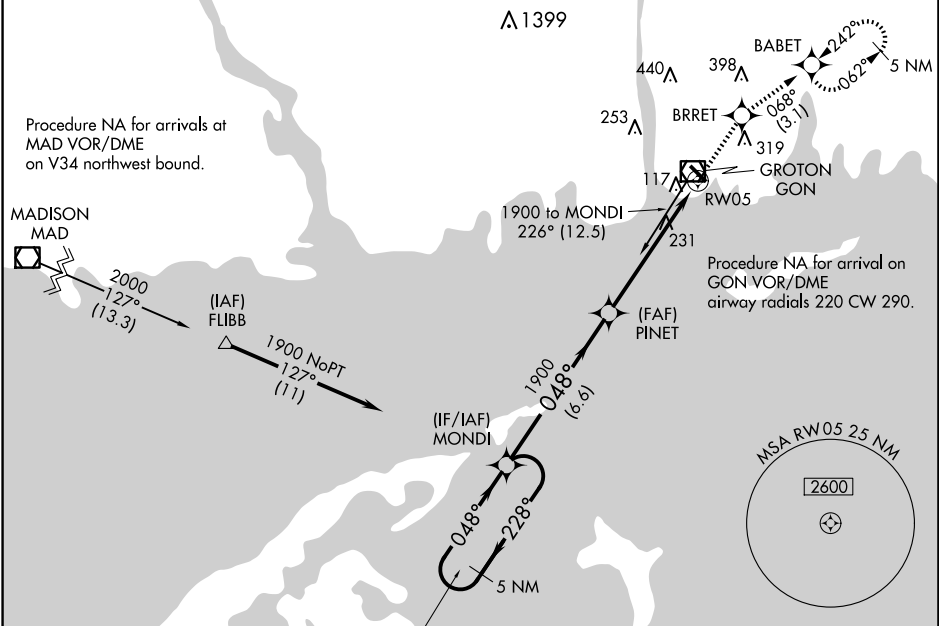 1399
BABET
242°
062°
5 NM
440
398
BRRET
068°
(3.1)
253
319
Procedure NA for arrivals at
MAD VOR/DME
on V34 northwest bound.
GROTON
GON
117
RW05
1900 to MONDI
226° (12.5)
231
MADISON
MAD
Procedure NA for arrival on
GON VOR/DME
airway radials 220 CW 290.
2000
127°
(13.3)
(IAF)
FLIBB
(FAF)
PINET
1900 NoPT
127°
(11)
1900
048°
(6.6)
(IF/IAF)
MONDI
MSA RW05 25 NM
2600
048°
228°
5 NM